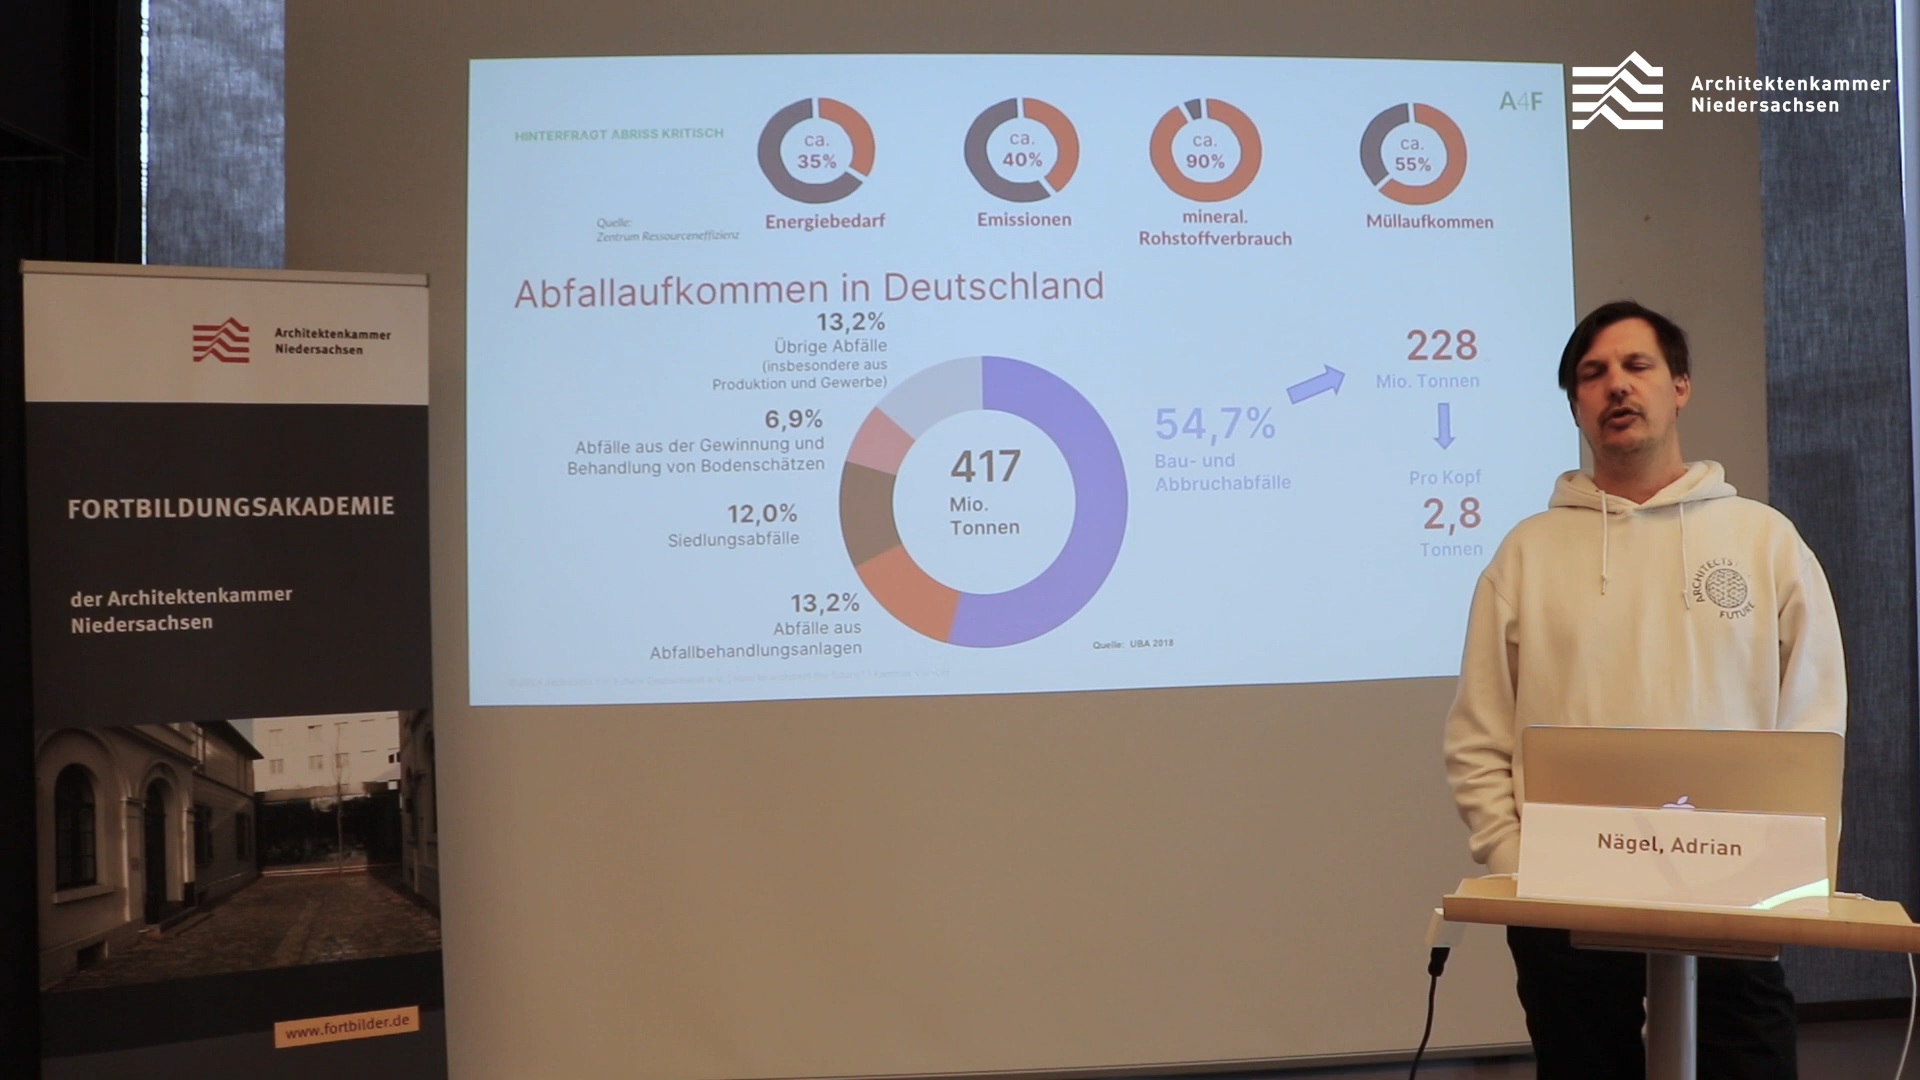 Architektenkammer
Niedersachsen
A4F
HINTERFRAGT ABRISS KRITISCH
ca.
35%
Energiebedarf
ca.
40%
Emissionen
ca.
90%
mineral.
Rohstoffverbrauch
ca.
55%
Müllaufkommen
Quelle:
Zentrum Ressourceneffizienz
Abfallaufkommen in Deutschland
13,2%
Übrige Abfälle
(insbesondere aus
Produktion und Gewerbe)
6,9%
Abfälle aus der Gewinnung und
Behandlung von Bodenschätzen
12,0%
Siedlungsabfälle
13,2%
Abfälle aus
Abfallbehandlungsanlagen
417
Mio.
Tonnen
54,7%
Bau- und
Abbruchabfälle
228
Mio. Tonnen
Pro Kopf
2,8
Tonnen
Quelle: UBA 2018
Architektenkammer
Niedersachsen
FORTBILDUNGSAKADEMIE
der Architektenkammer
Niedersachsen
www.fortbilder.de
ARCHITECTS
FUTURE
Nägel, Adrian